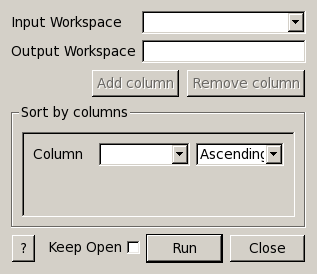 Input Workspace
Output Workspace
Add column Remove column
Sort by columns
Column Ascending
? Keep Open Run Close